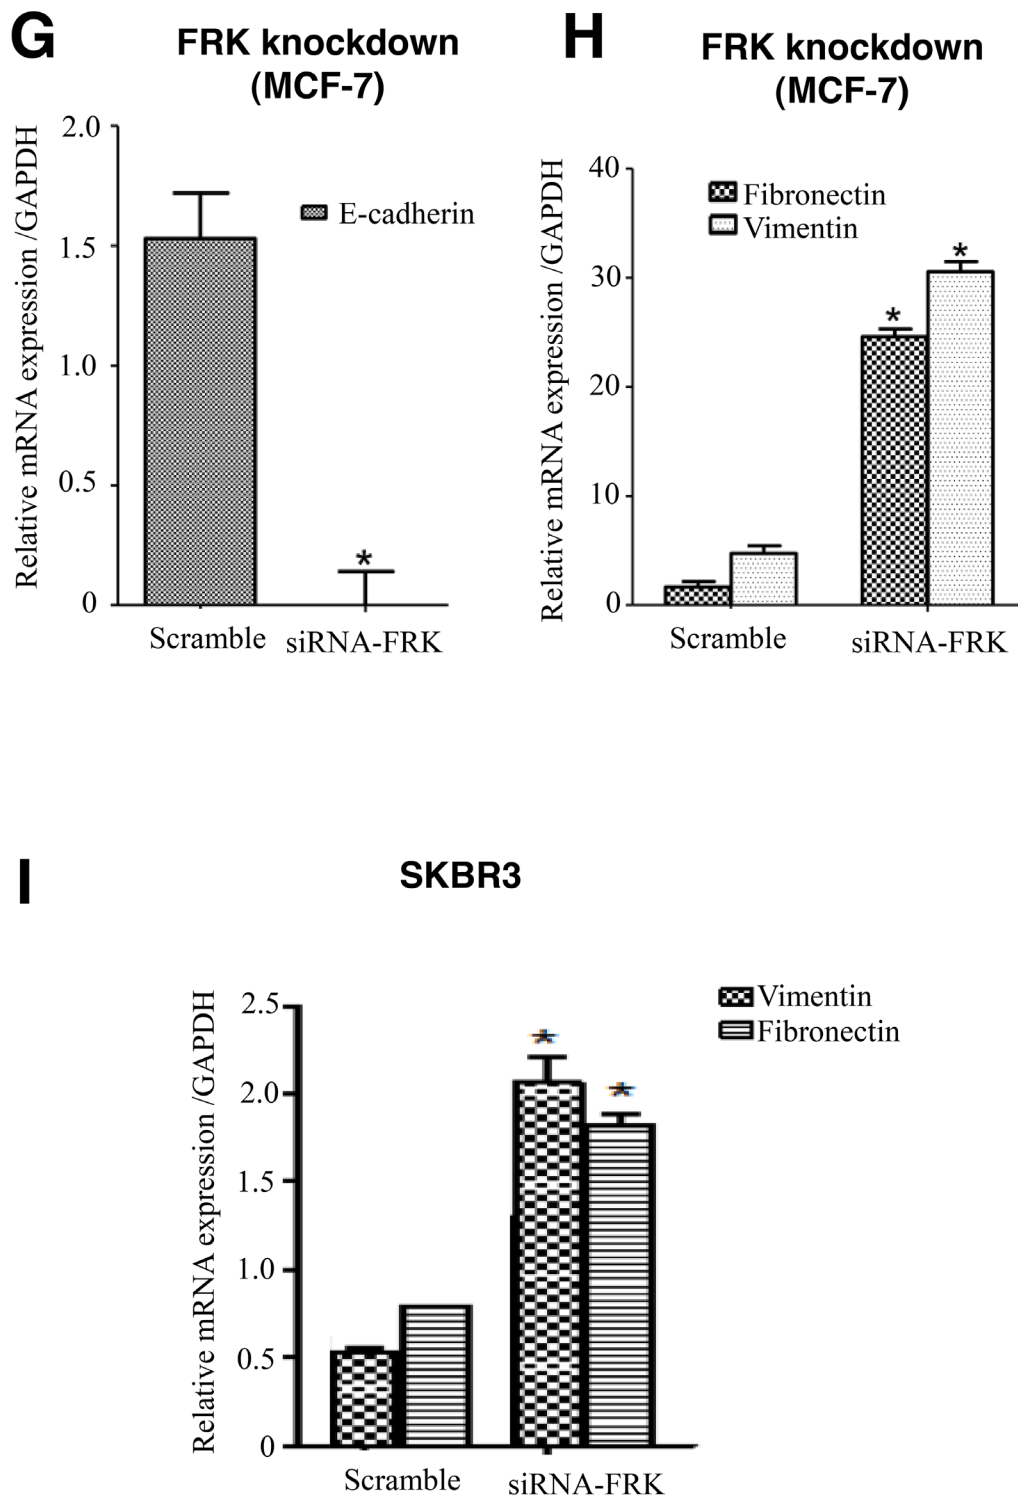 G
FRK knockdown
(MCF-7)
Relative mRNA expression /GAPDH
2.0
1.5
1.0
0.5
0
E-cadherin
*
Scramble
siRNA-FRK
H
FRK knockdown
(MCF-7)
Relative mRNA expression /GAPDH
40
30
20
10
0
Fibronectin
Vimentin
*
*
Scramble
siRNA-FRK
I
SKBR3
Relative mRNA expression /GAPDH
2.5
2.0
1.5
1.0
0.5
0
Vimentin
Fibronectin
*
*
Scramble
siRNA-FRK